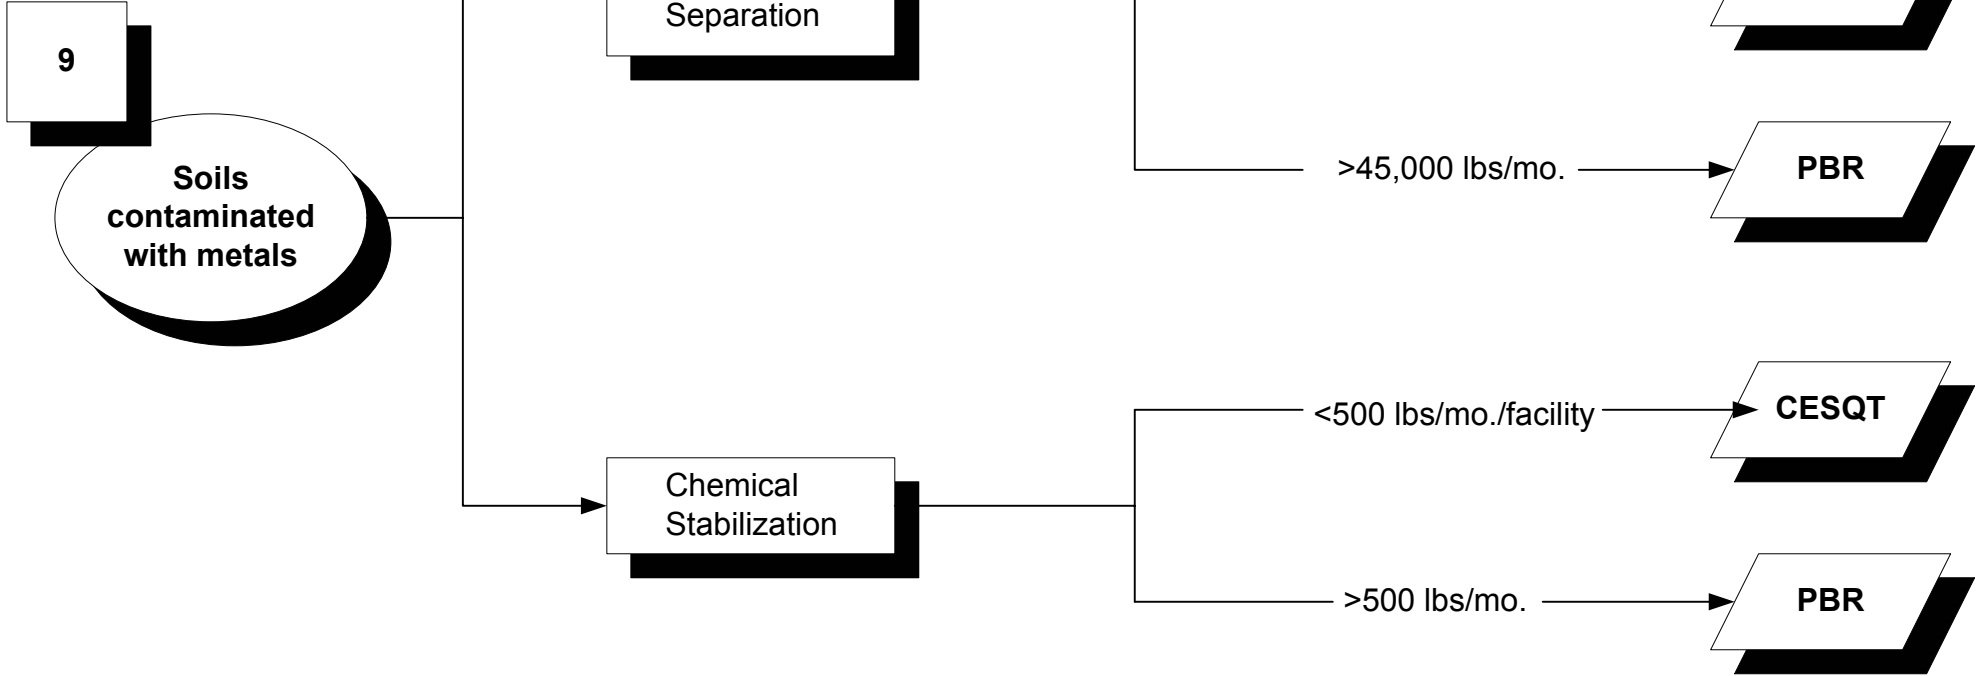 Separation
9
>45,000 lbs/mo.
PBR
Soils
contaminated
with metals
<500 lbs/mo./facility
CESQT
Chemical
Stabilization
>500 lbs/mo.
PBR